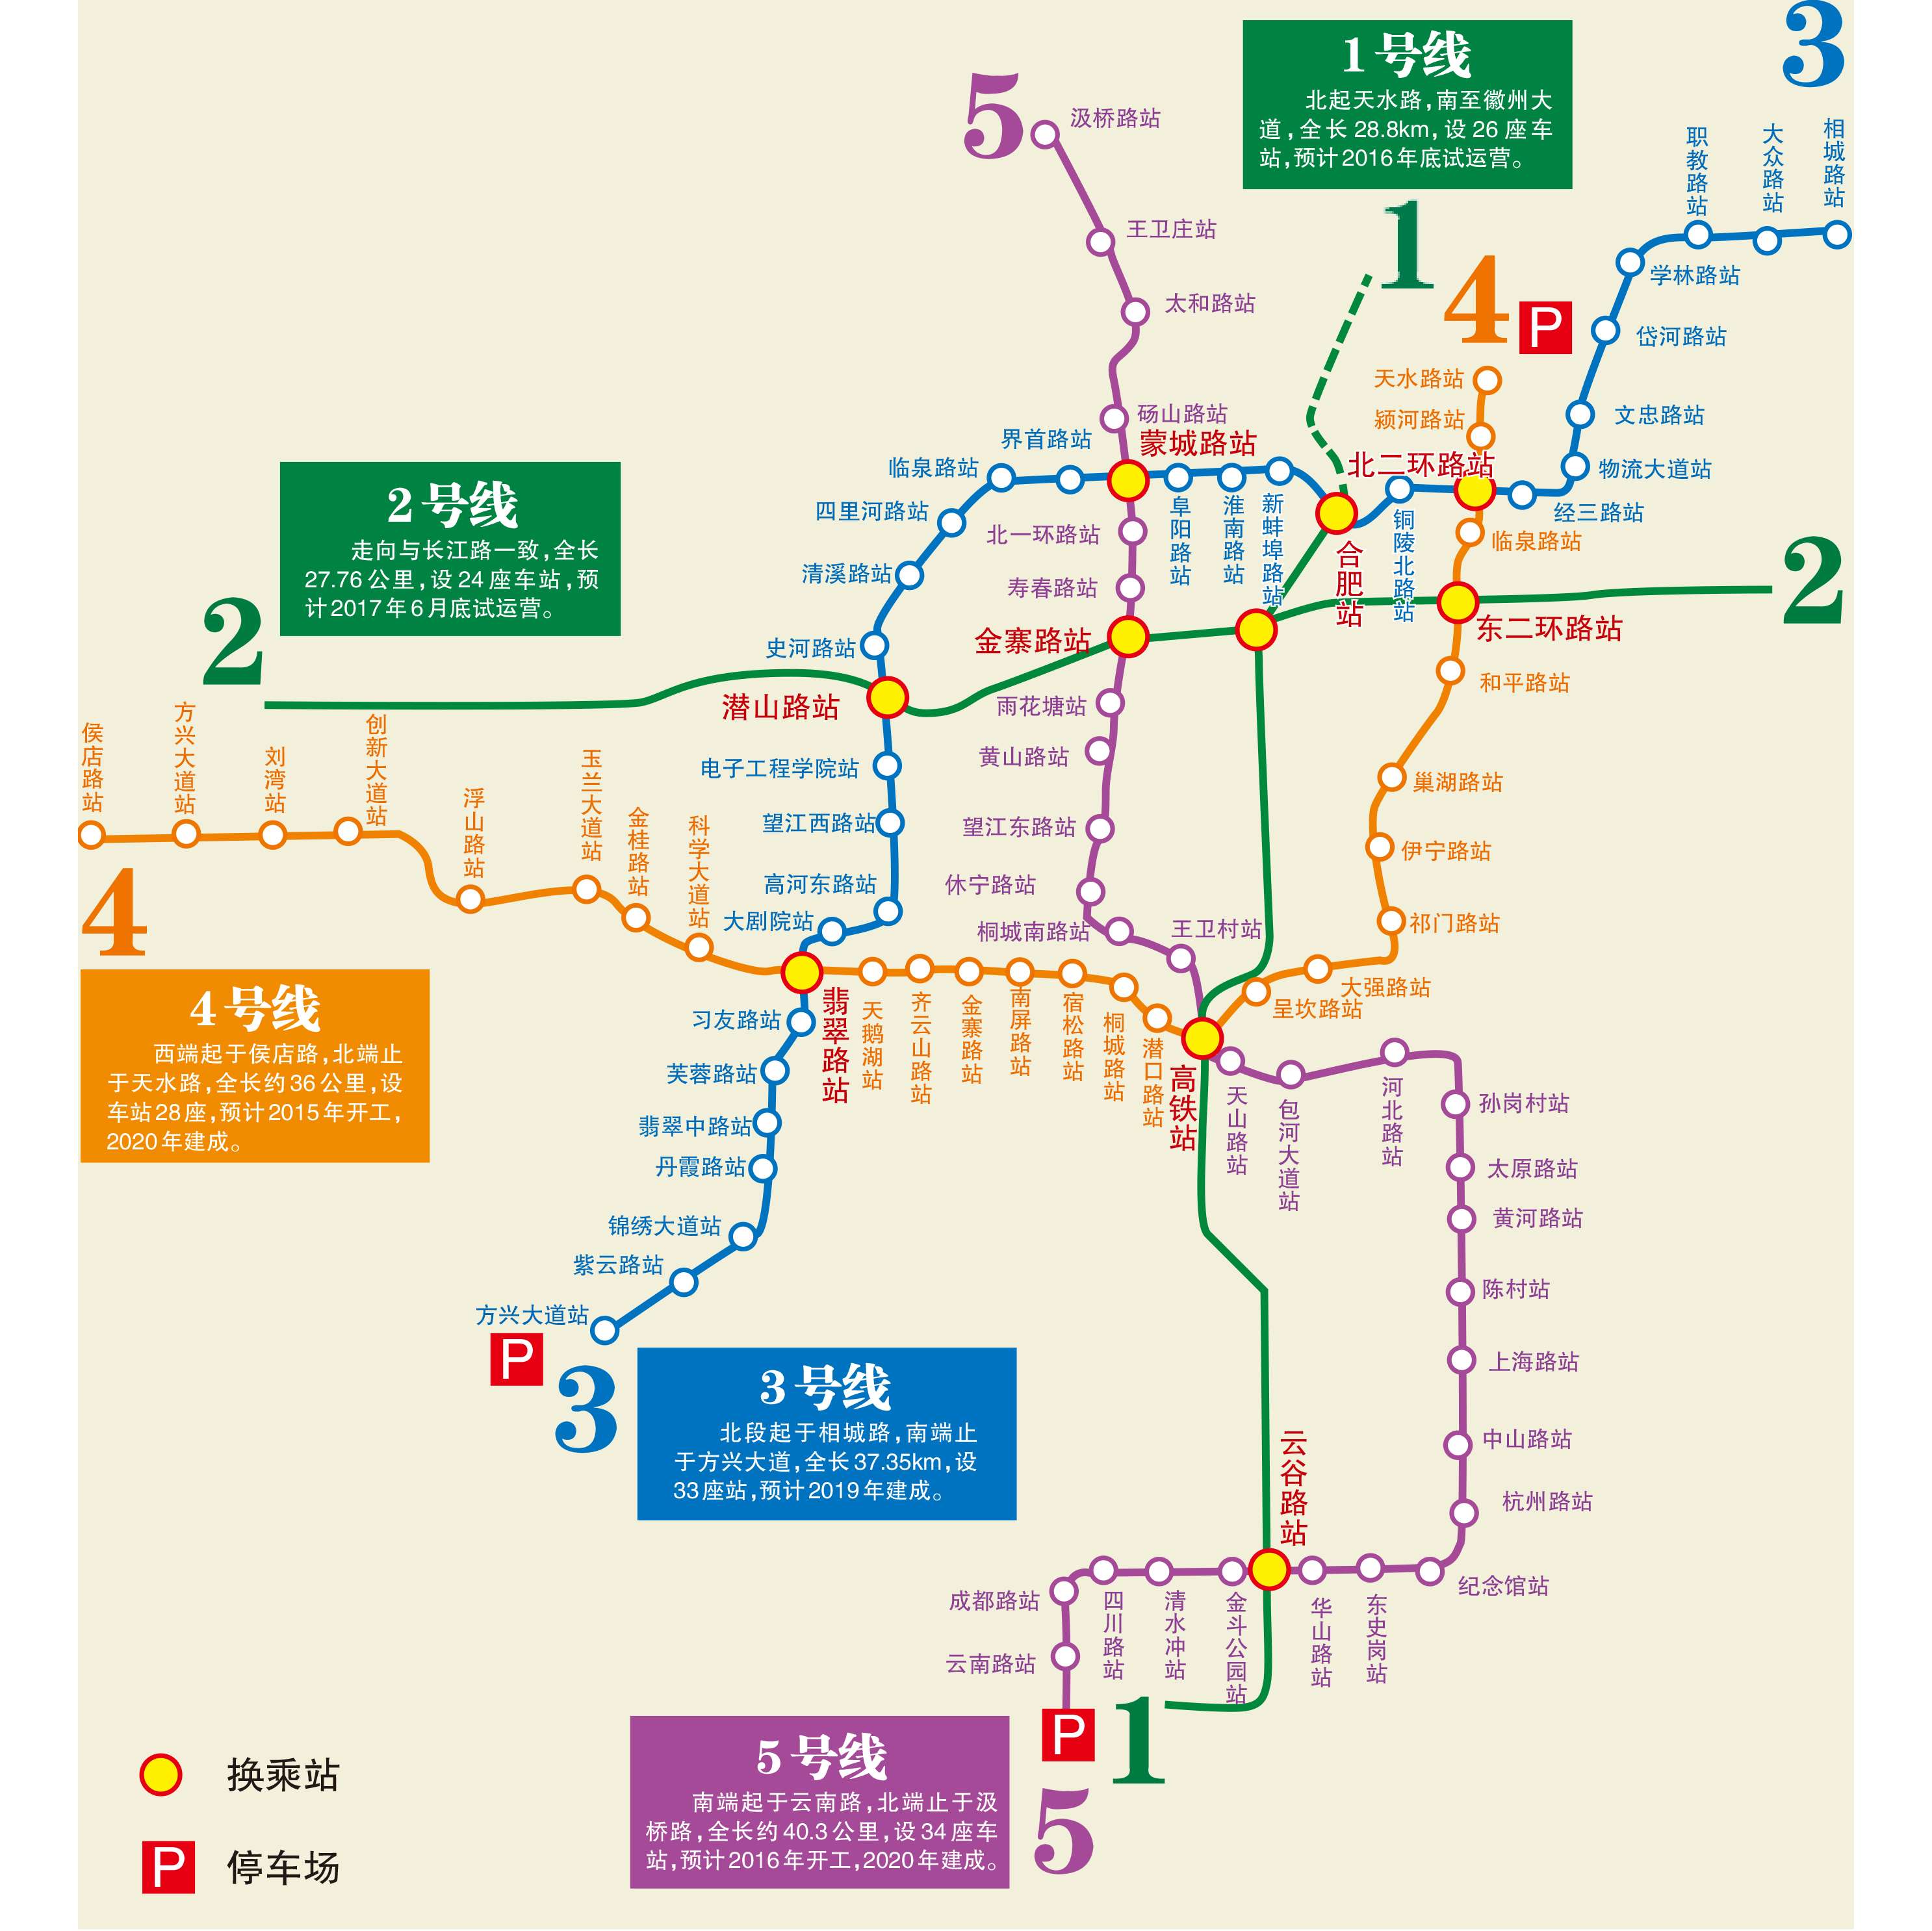 3
5
汲桥路站
1号线
北起天水路，南至徽州大
道，全长28.8km，设26座车
站，预计2016年底试运营。
职教路站
大众路站
相城路站
王卫庄站
1
太和路站
4
P
学林路站
岱河路站
天水路站
颍河路站
文忠路站
砀山路站
界首路站
蒙城路站
临泉路站
北二环路站
物流大道站
2号线
走向与长江路一致，全长
27.76公里，设24座车站，预
计2017年6月底试运营。
四里河路站
北一环路站
阜阳路站
淮南路站
新蚌埠路站
合肥站
铜陵北路站
经三路站
临泉路站
清溪路站
寿春路站
2
2
史河路站
金寨路站
东二环路站
潜山路站
雨花塘站
和平路站
侯店路站
方兴大道站
刘湾站
创新大道站
浮山路站
玉兰大道站
金桂路站
科学大道站
电子工程学院站
黄山路站
巢湖路站
望江西路站
望江东路站
伊宁路站
高河东路站
休宁路站
大剧院站
桐城南路站
王卫村站
祁门路站
4
4号线
西端起于侯店路，北端止
于天水路，全长约36公里，设
车站28座，预计2015年开工，
2020年建成。
大强路站
呈坎路站
习友路站
翡翠路站
天鹅湖站
齐云山路站
金寨路站
南屏路站
宿松路站
桐城路站
潜口路站
高铁站
天山路站
包河大道站
河北路站
芙蓉路站
孙岗村站
翡翠中路站
丹霞路站
太原路站
锦绣大道站
黄河路站
紫云路站
陈村站
方兴大道站
P
3
3号线
北段起于相城路，南端止
于方兴大道，全长37.35km，设
33座站，预计2019年建成。
上海路站
云谷路站
中山路站
杭州路站
成都路站
四川路站
清水冲站
金斗公园站
华山路站
东史岗站
纪念馆站
云南路站
P
1
5号线
南端起于云南路，北端止于汲
桥路，全长约40.3公里，设34座车
站，预计2016年开工，2020年建成。
5
换乘站
P
停车场